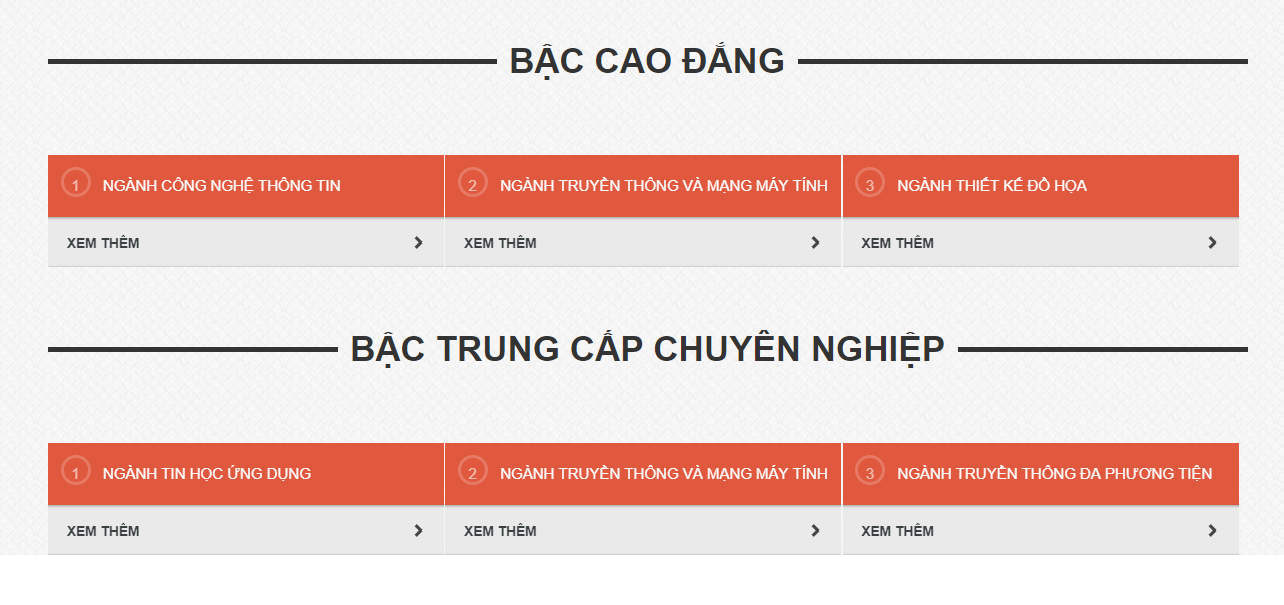 BẬC CAO ĐẲNG
1 NGÀNH CÔNG NGHỆ THÔNG TIN
2 NGÀNH TRUYỀN THÔNG VÀ MẠNG MÁY TÍNH
3 NGÀNH THIẾT KẾ ĐỒ HỌA
XEM THÊM
XEM THÊM
XEM THÊM
BẬC TRUNG CẤP CHUYÊN NGHIỆP
1 NGÀNH TIN HỌC ỨNG DỤNG
2 NGÀNH TRUYỀN THÔNG VÀ MẠNG MÁY TÍNH
3 NGÀNH TRUYỀN THÔNG ĐA PHƯƠNG TIỆN
XEM THÊM
XEM THÊM
XEM THÊM